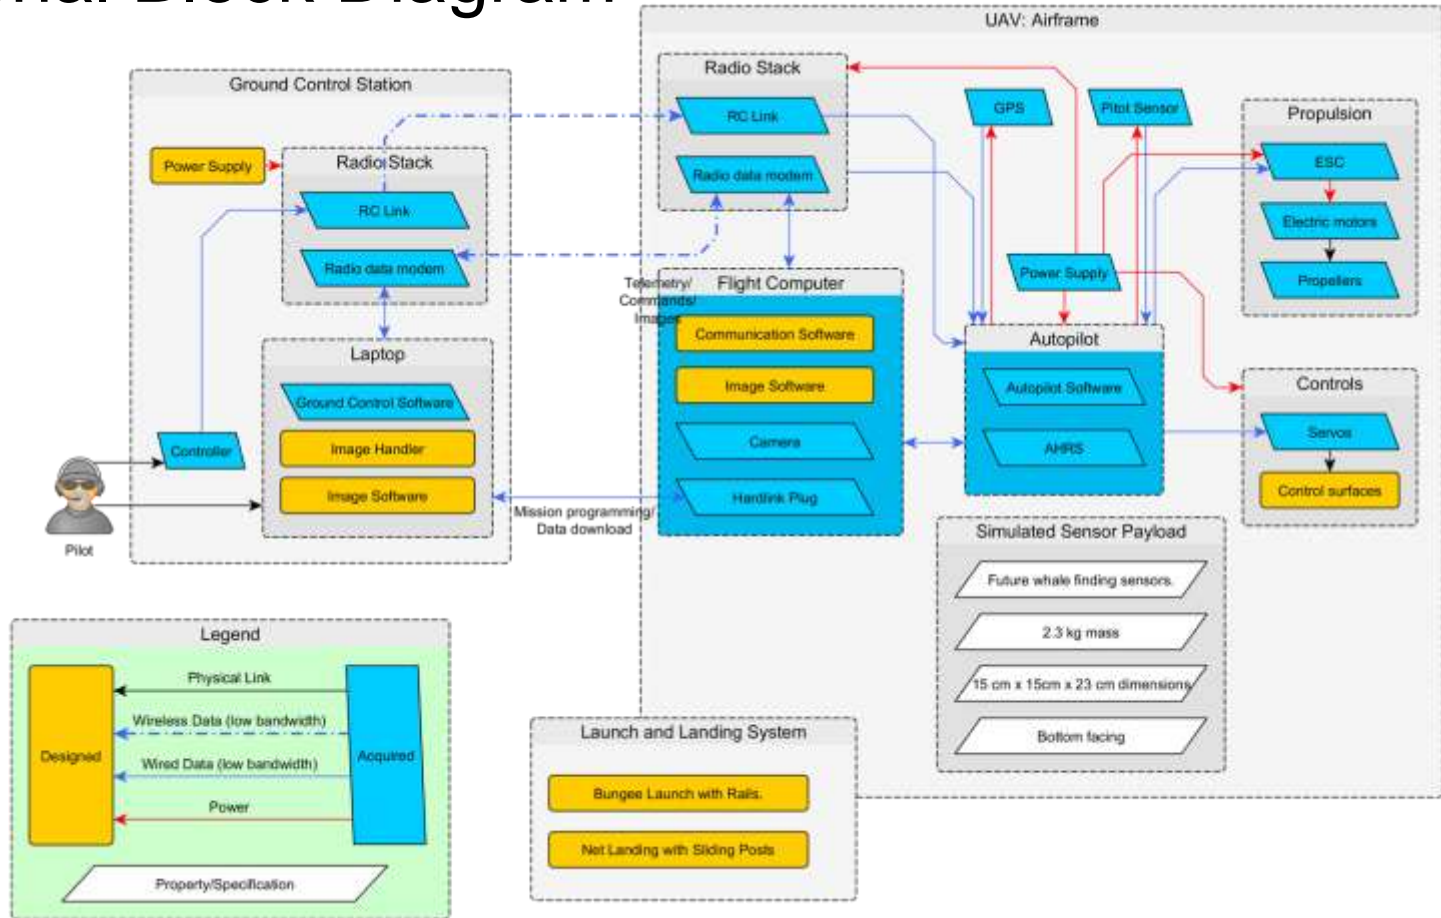 Block Diagram
UAV: Airframe
Ground Control Station
Power Supply
Radio Stack
RC Link
Radio data modem
Laptop
Ground Control Software
Image Handler
Image Software
Controller
Pilot
Radio Stack
RC Link
Radio data modem
Telemetry/
Commands/
Images
Flight Computer
Communication Software
Image Software
Camera
Hardlink Plug
Mission programming/
Data download
GPS
Pitot Sensor
Power Supply
Autopilot
Autopilot Software
AHRS
Propulsion
ESC
Electric motors
Propellers
Controls
Servos
Control surfaces
Simulated Sensor Payload
Future whale finding sensors.
2.3 kg mass
15 cm x 15cm x 23 cm dimensions
Bottom facing
Launch and Landing System
Bungee Launch with Rails.
Net Landing with Sliding Posts
Legend
Designed
Physical Link
Wireless Data (low bandwidth)
Wired Data (low bandwidth)
Power
Acquired
Property/Specification